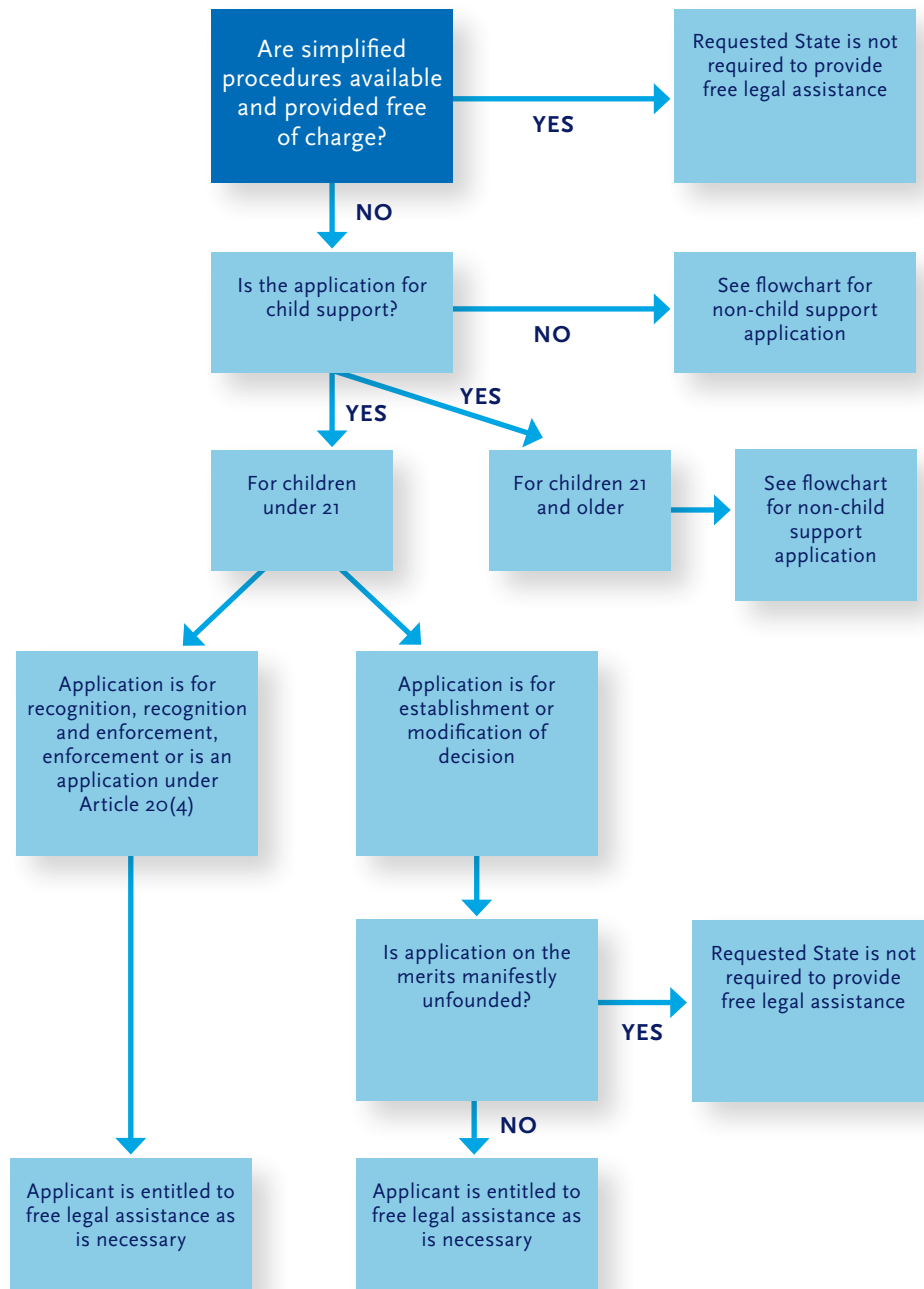 Are simplified
procedures available
and provided free
of charge?
Requested State is not
required to provide
free legal assistance
YES
NO
Is the application for
child support?
See flowchart for
non-child support
application
NO
YES
YES
For children
under 21
For children 21
and older
See flowchart
for non-child
support
application
Application is for
recognition, recognition
and enforcement,
enforcement or is an
application under
Article 20(4)
Application is for
establishment or
modification of
decision
Is application on the
merits manifestly
unfounded?
Requested State is not
required to provide
free legal assistance
YES
NO
Applicant is entitled to
free legal assistance as
is necessary
Applicant is entitled to
free legal assistance as
is necessary